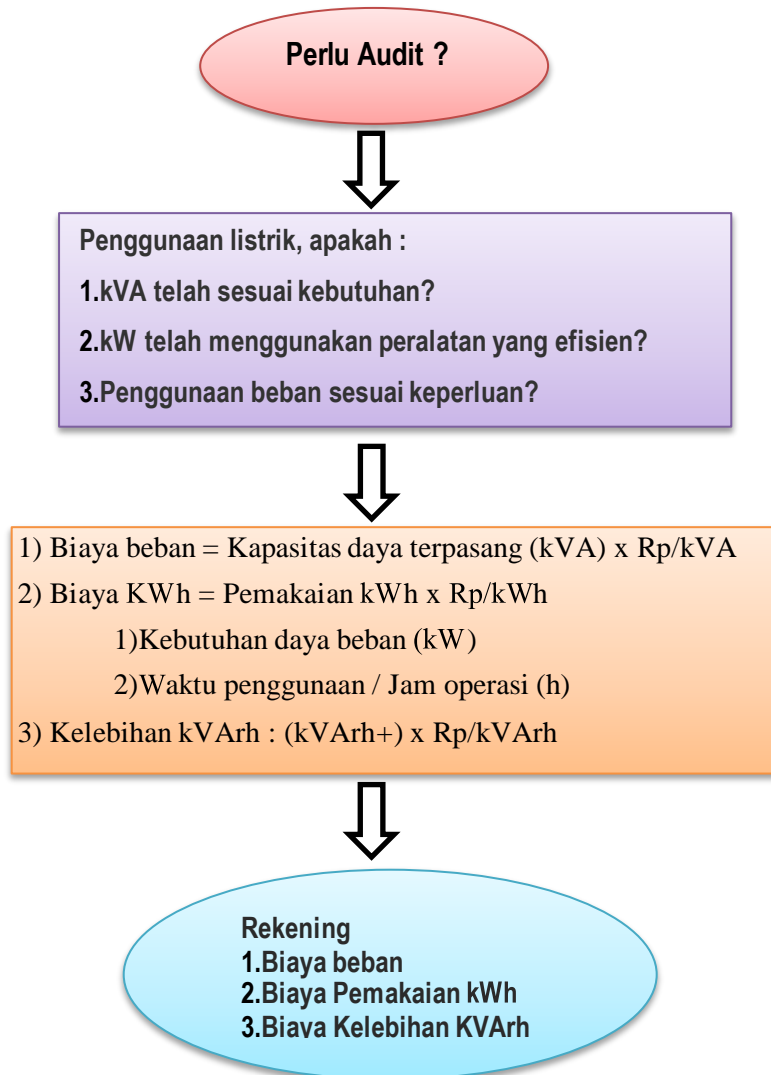 Perlu Audit ?
Penggunaan listrik, apakah :
1.kVA telah sesuai kebutuhan?
2.kW telah menggunakan peralatan yang efisien?
3.Penggunaan beban sesuai keperluan?
1) Biaya beban = Kapasitas daya terpasang (kVA) x Rp/kVA
2) Biaya KWh = Pemakaian kWh x Rp/kWh
1)Kebutuhan daya beban (kW)
2)Waktu penggunaan / Jam operasi (h)
3) Kelebihan kVArh : (kVArh+) x Rp/kVArh
Rekening
1.Biaya beban
2.Biaya Pemakaian kWh
3.Biaya Kelebihan KVArh